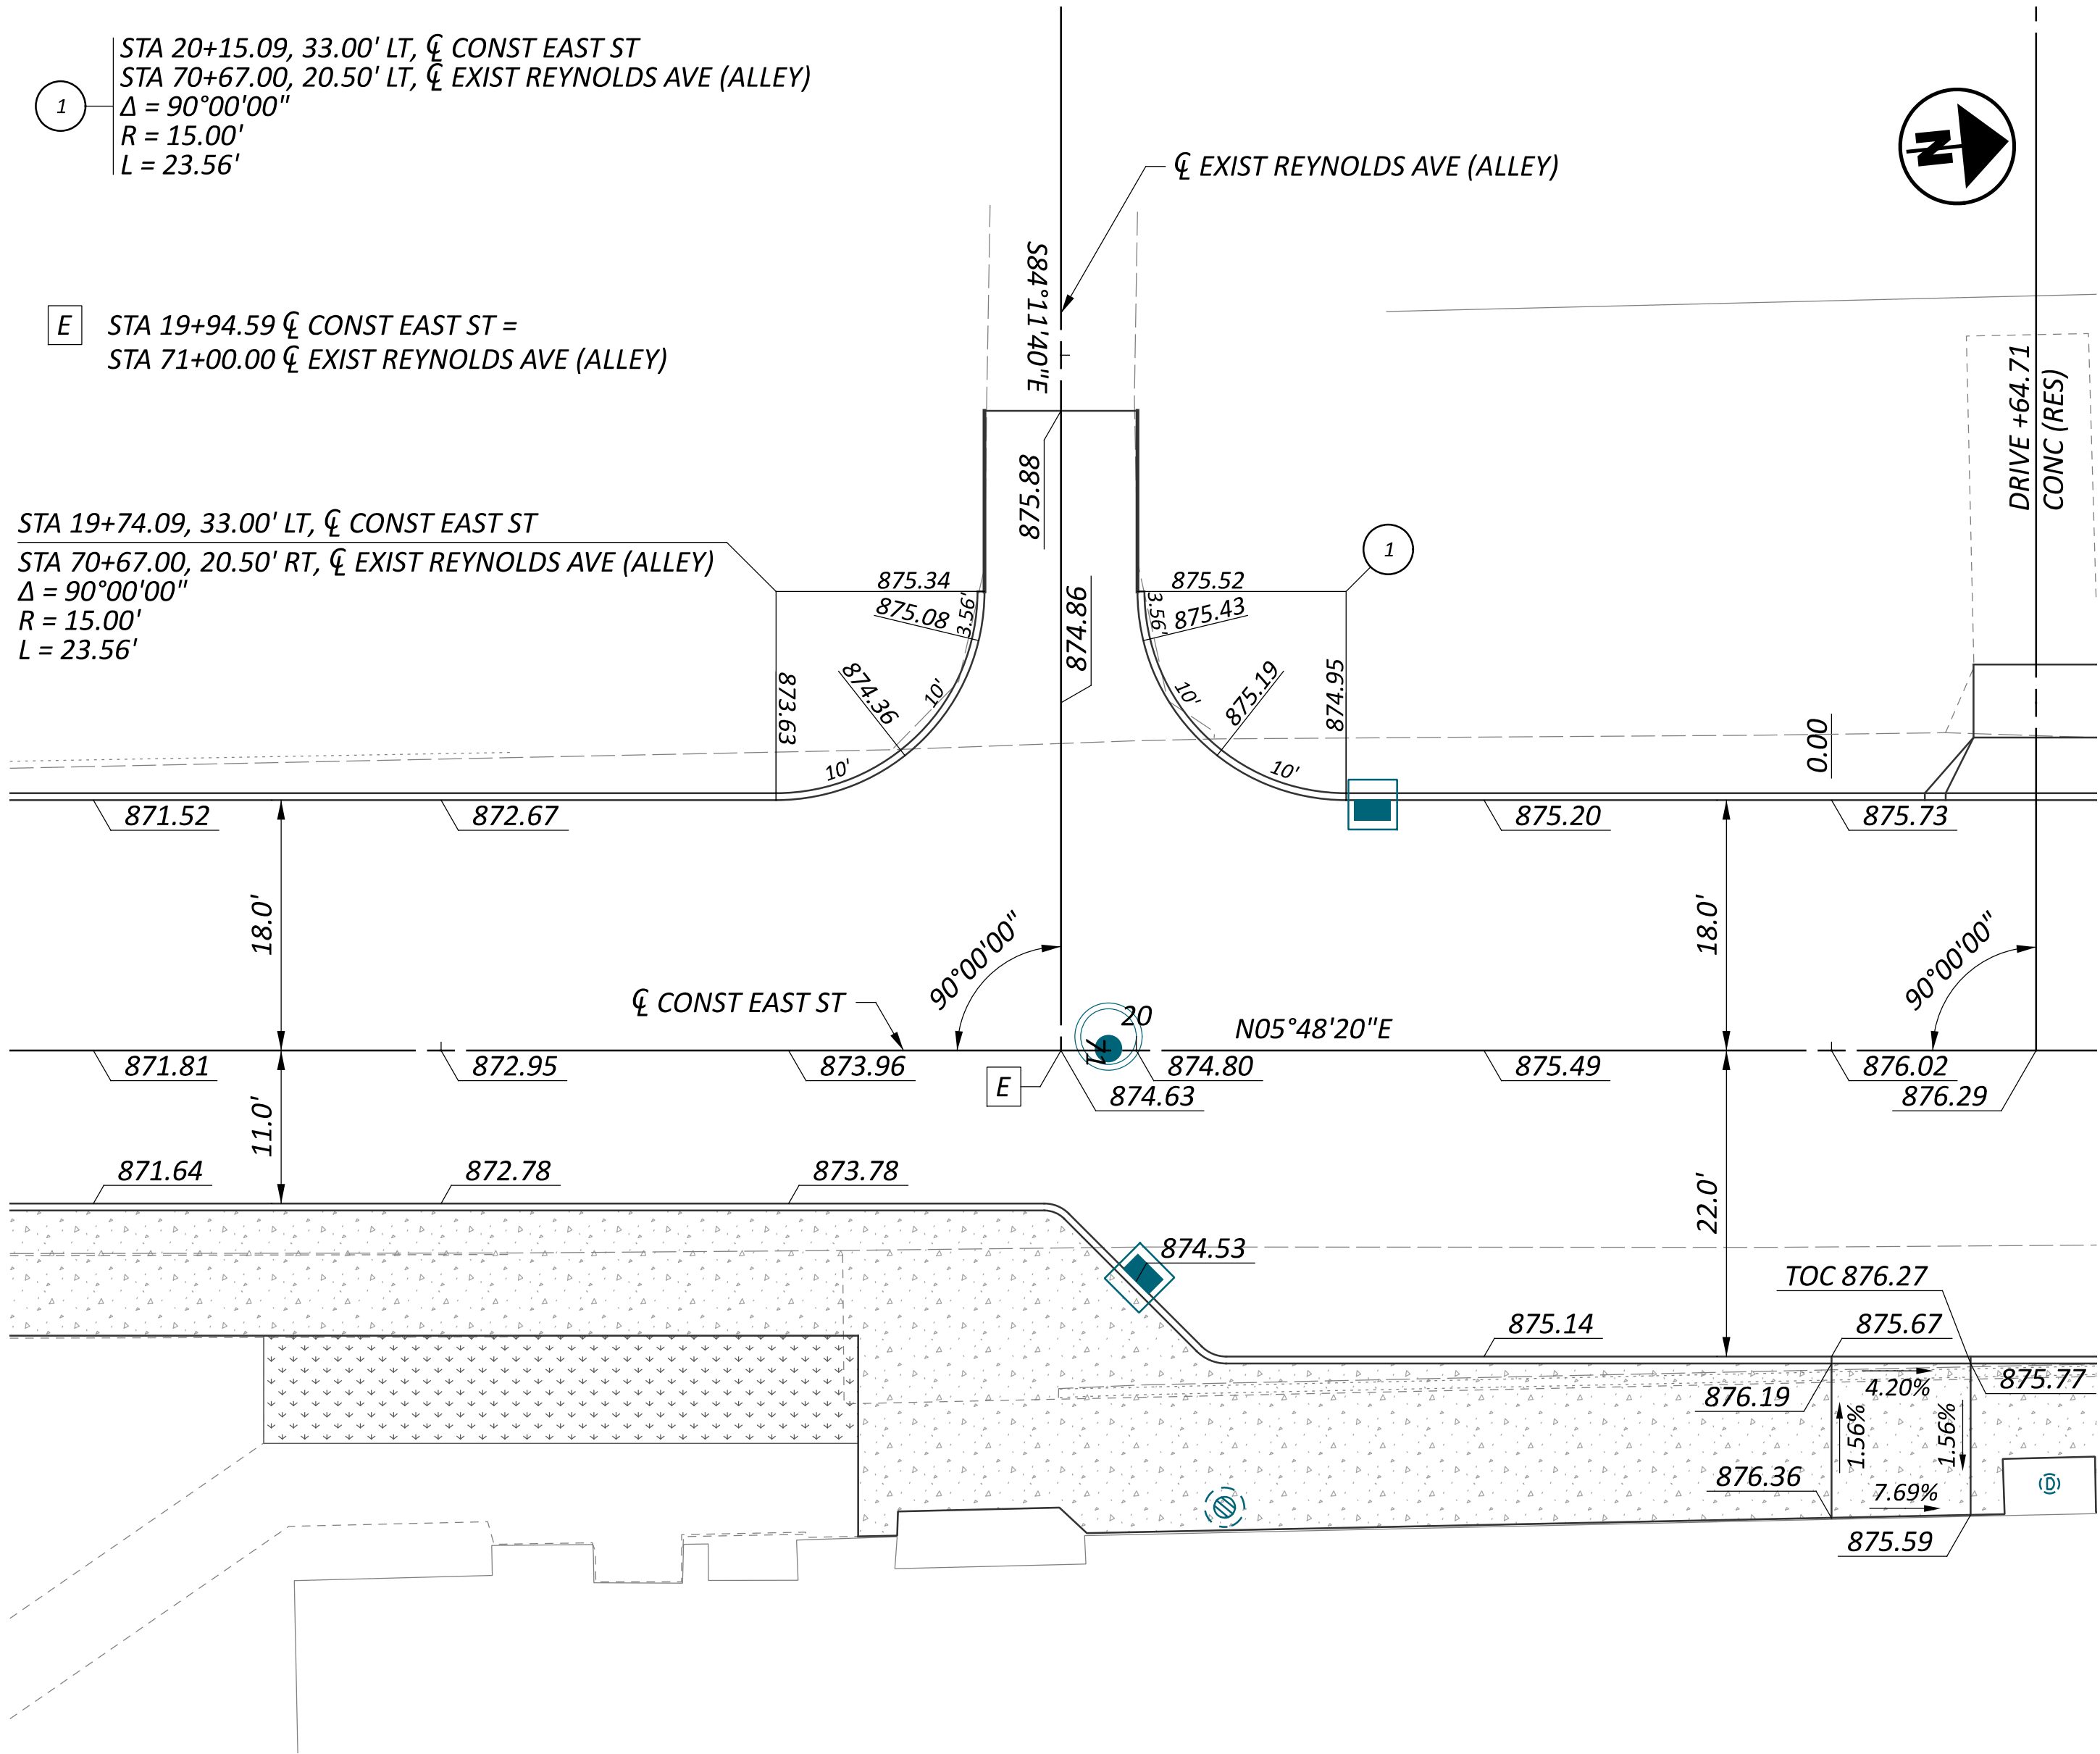 STA 20+15.09, 33.00' LT, ℄ CONST EAST ST
STA 70+67.00, 20.50' LT, ℄ EXIST REYNOLDS AVE (ALLEY)
1
Δ = 90°00'00"
R = 15.00'
L = 23.56'
N
℄ EXIST REYNOLDS AVE (ALLEY)
S84°11'40"E
E
STA 19+94.59 ℄ CONST EAST ST =
STA 71+00.00 ℄ EXIST REYNOLDS AVE (ALLEY)
DRIVE +64.71
CONC (RES)
875.88
STA 19+74.09, 33.00' LT, ℄ CONST EAST ST
STA 70+67.00, 20.50' RT, ℄ EXIST REYNOLDS AVE (ALLEY)
Δ = 90°00'00"
R = 15.00'
L = 23.56'
1
875.34
875.08
3.56'
874.36
10'
873.63
10'
874.86
875.52
3.56'
875.43
10'
875.19
874.95
10'
0.00
871.52
872.67
875.20
875.73
18.0'
18.0'
90°00'00"
90°00'00"
℄ CONST EAST ST
20
71
N05°48'20"E
871.81
872.95
873.96
874.80
875.49
876.02
E
874.63
876.29
11.0'
22.0'
871.64
872.78
873.78
874.53
TOC 876.27
875.14
875.67
876.19
4.20%
875.77
1.56%
1.56%
876.36
7.69%
D
875.59